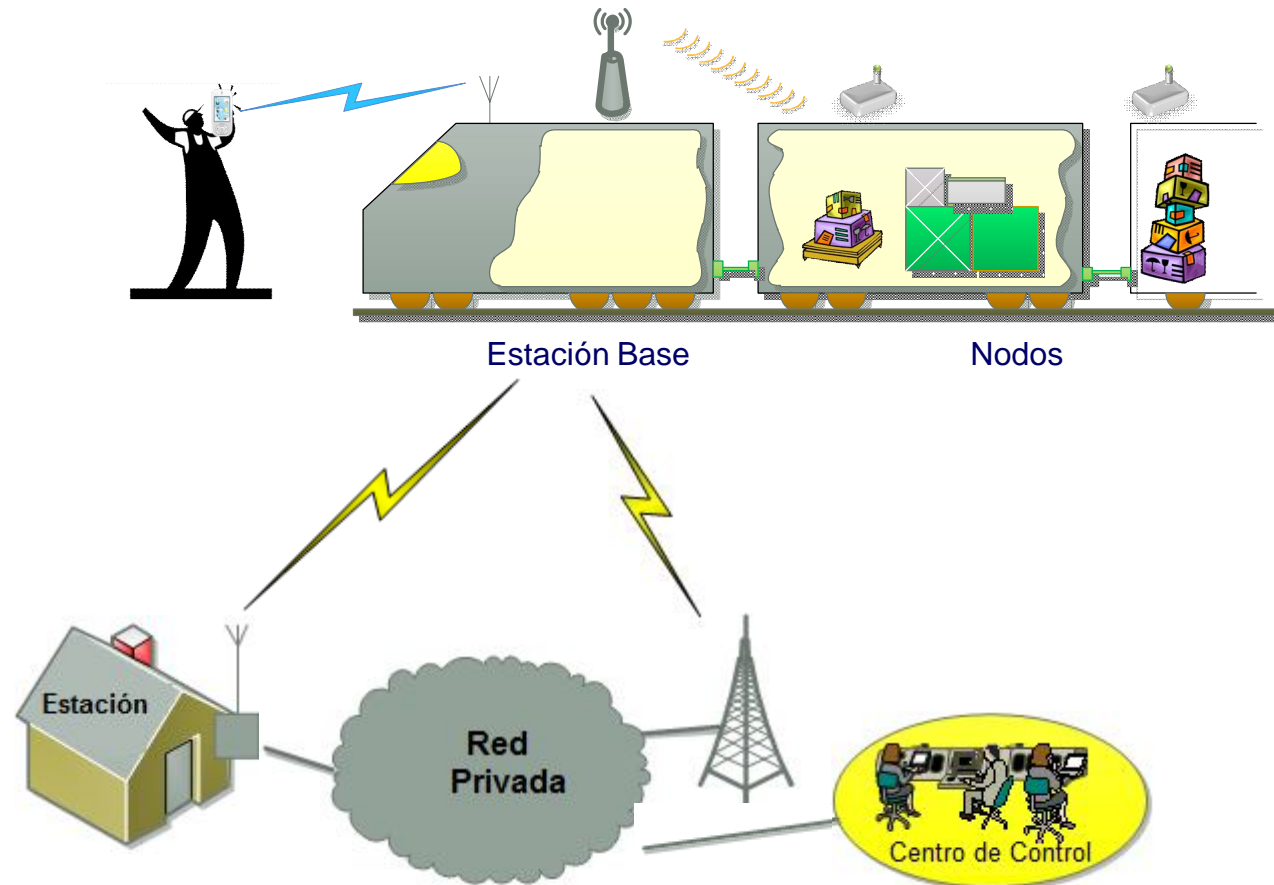 Estación Base
Nodos
Estación
Red
Privada
Centro de Control